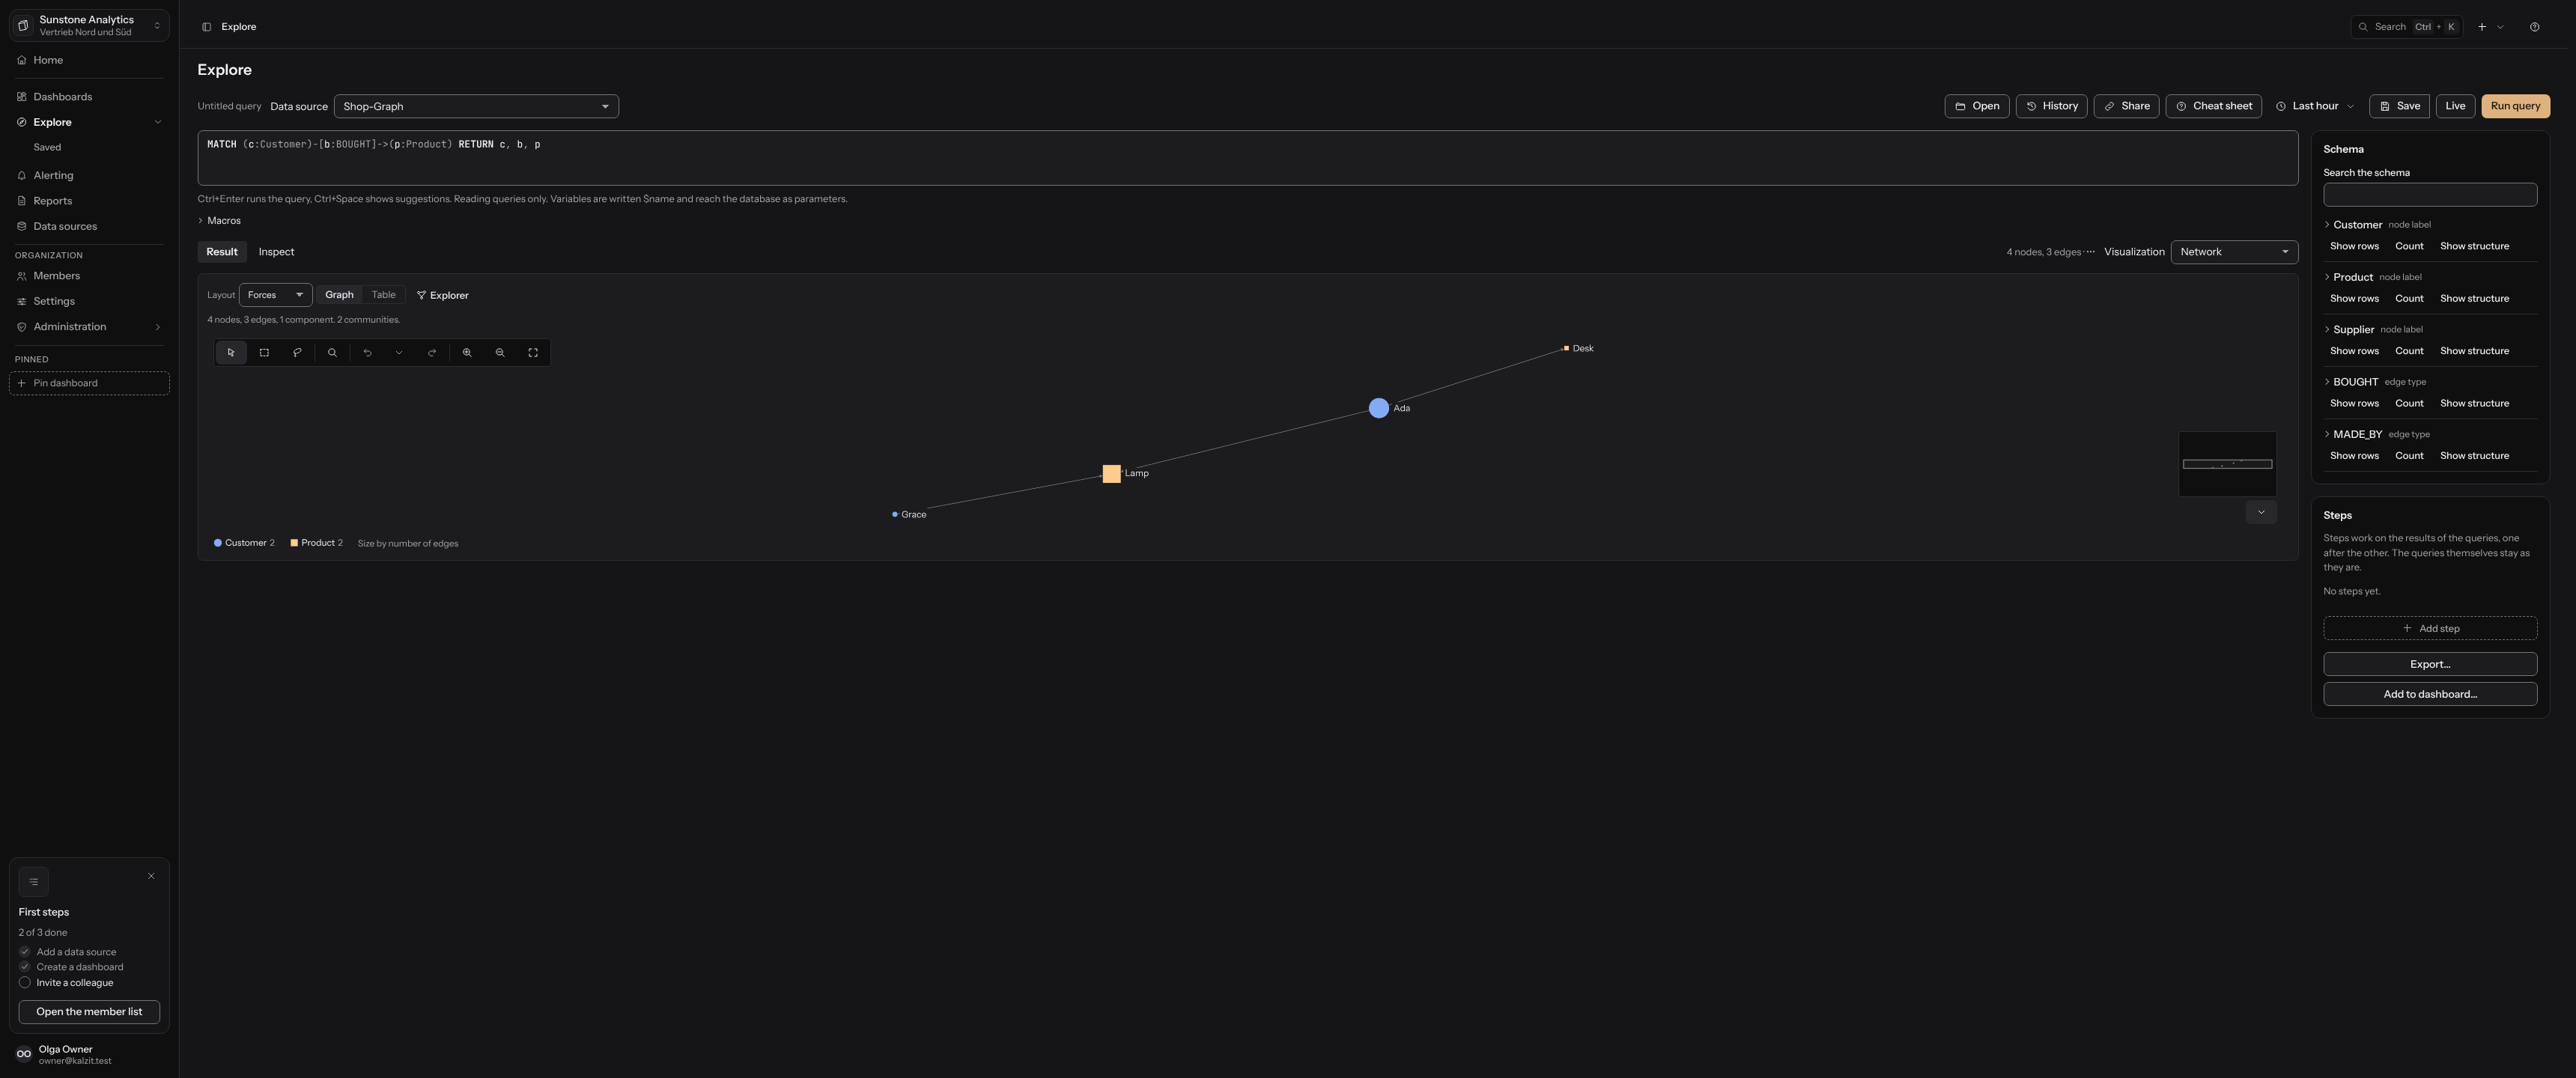 Sunstone Analytics
Vertrieb Nord und Süd
Home
Dashboards
Explore
Saved
Alerting
Reports
Data sources
ORGANIZATION
Members
Settings
Administration
PINNED
Pin dashboard
First steps
2 of 3 done
Add a data source
Create a dashboard
Invite a colleague
Open the member list
OO
Olga Owner
owner@kalzit.test
Explore
Search Ctrl + K
Explore
Untitled query Data source Shop-Graph
Open History Share Cheat sheet Last hour Save Live Run query
MATCH (c:Customer)-[b:BOUGHT]->(p:Product) RETURN c, b, p
Ctrl+Enter runs the query, Ctrl+Space shows suggestions. Reading queries only. Variables are written $name and reach the database as parameters.
Macros
Result Inspect
4 nodes, 3 edges · ··· Visualization Network
Layout Forces Graph Table Explorer
4 nodes, 3 edges, 1 component. 2 communities.
Desk
Ada
Lamp
Grace
Customer 2 Product 2 Size by number of edges
Schema
Search the schema
Customer node label
Show rows Count Show structure
Product node label
Show rows Count Show structure
Supplier node label
Show rows Count Show structure
BOUGHT edge type
Show rows Count Show structure
MADE_BY edge type
Show rows Count Show structure
Steps
Steps work on the results of the queries, one
after the other. The queries themselves stay as
they are.
No steps yet.
Add step
Export...
Add to dashboard...